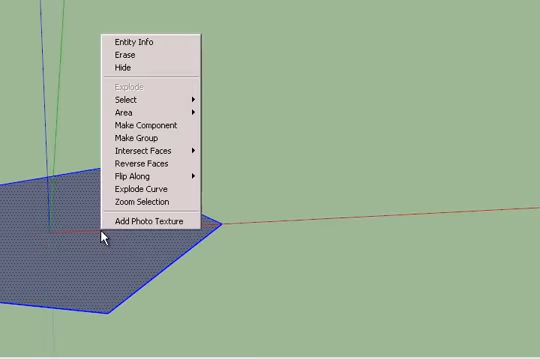 Entity Info
Erase
Hide
Explode
Select
Area
Make Component
Make Group
Intersect Faces
Reverse Faces
Flip Along
Explode Curve
Zoom Selection
Add Photo Texture